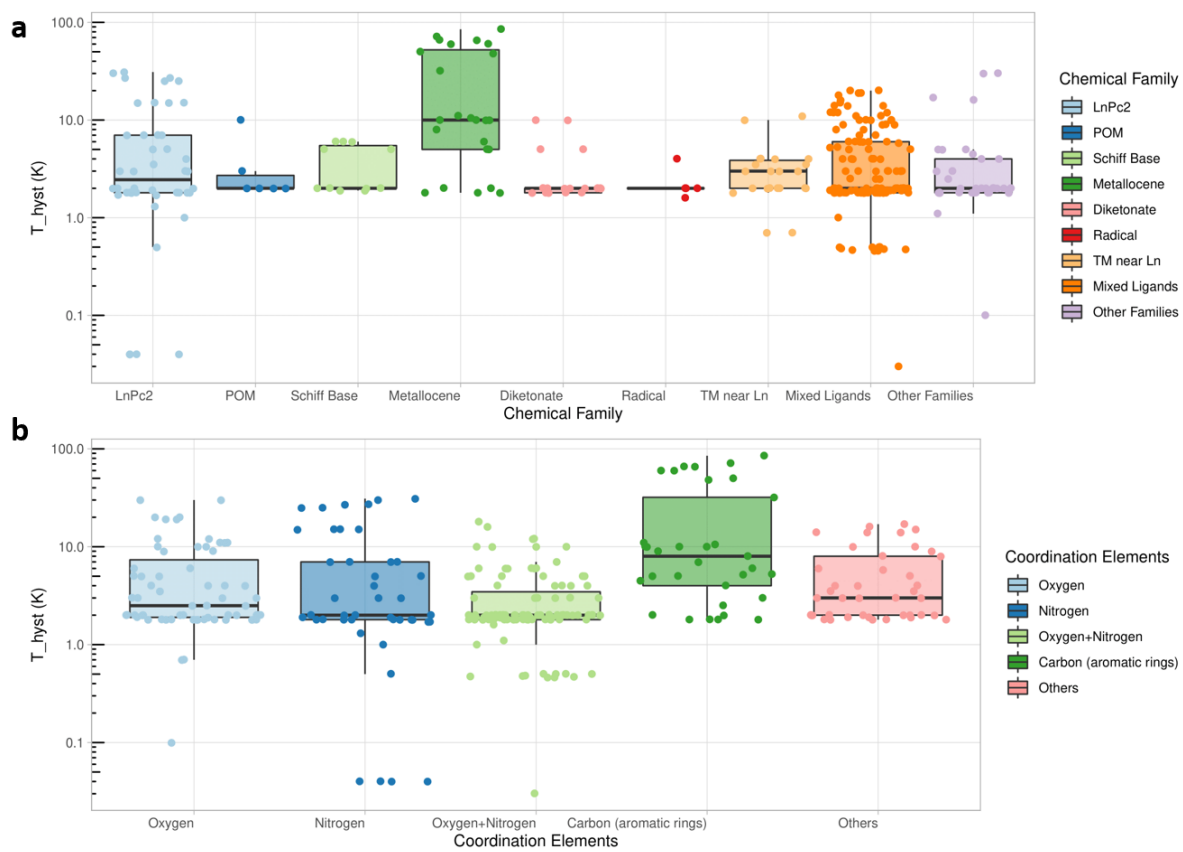 a
100.0
10.0
1.0
0.1
T_hyst (K)
LnPc2 POM Schiff Base Metallocene Diketonate Radical TM near Ln Mixed Ligands Other Families
Chemical Family
Chemical Family
LnPc2
POM
Schiff Base
Metallocene
Diketonate
Radical
TM near Ln
Mixed Ligands
Other Families
b
100.0
10.0
1.0
0.1
T_hyst (K)
Oxygen Nitrogen Oxygen+Nitrogen Carbon (aromatic rings) Others
Coordination Elements
Coordination Elements
Oxygen
Nitrogen
Oxygen+Nitrogen
Carbon (aromatic rings)
Others